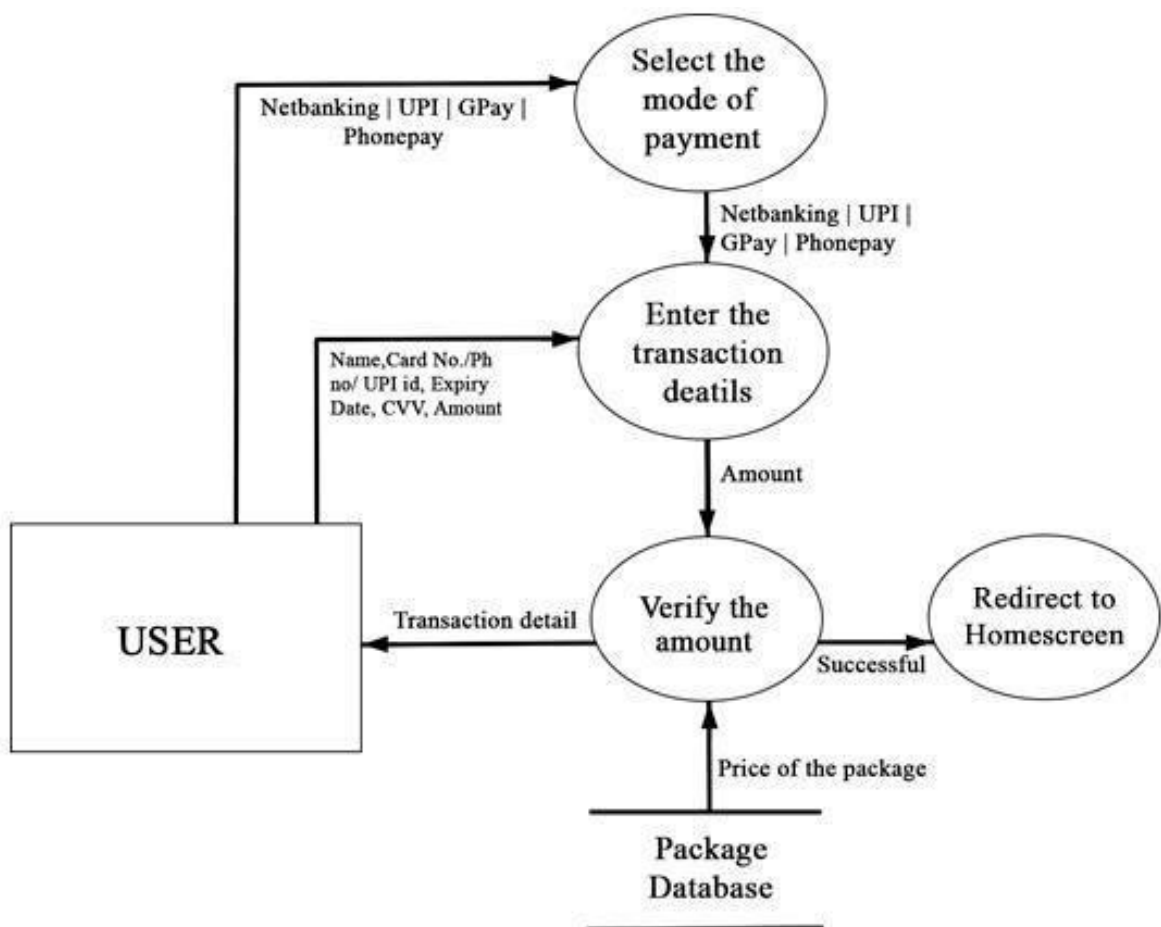 Select the
mode of
payment
Netbanking | UPI | GPay |
Phonepay
Netbanking | UPI |
GPay | Phonepay
Enter the
transaction
deatils
Name,Card No./Ph
no/ UPI id, Expiry
Date, CVV, Amount
Amount
USER
Transaction detail
Verify the
amount
Successful
Redirect to
Homescreen
Price of the package
Package
Database